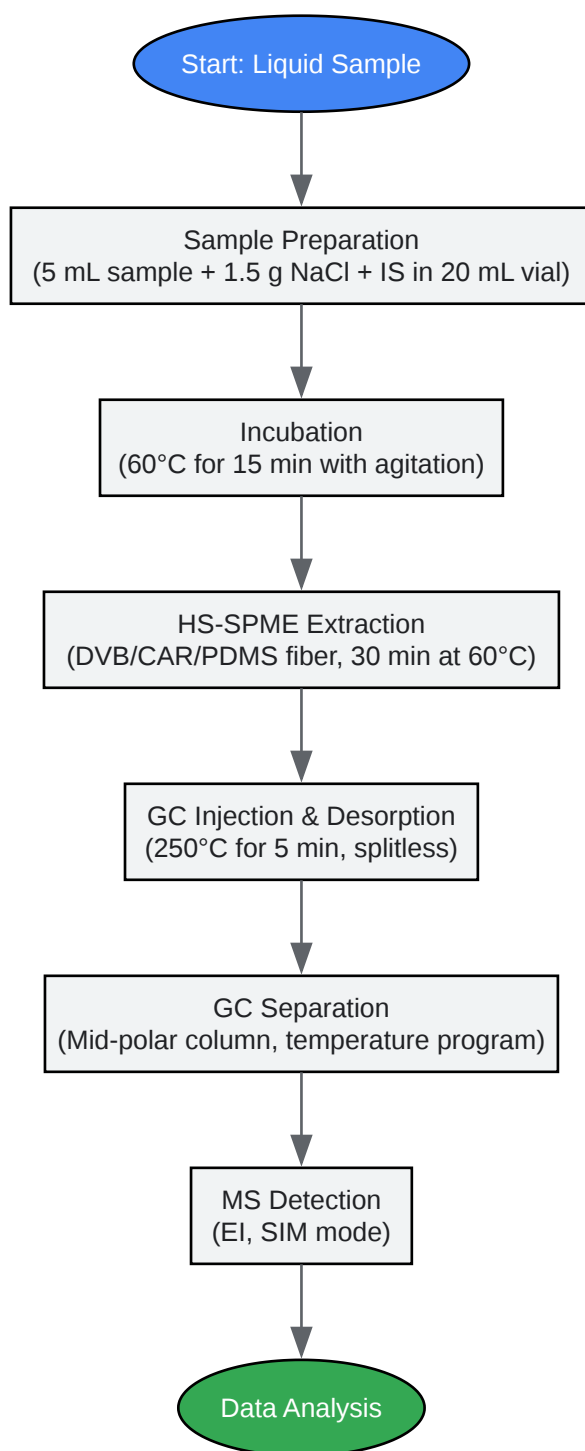 Start: Liquid Sample
Sample Preparation
(5 mL sample + 1.5 g NaCl + IS in 20 mL vial)
Incubation
(60°C for 15 min with agitation)
HS-SPME Extraction
(DVB/CAR/PDMS fiber, 30 min at 60°C)
GC Injection & Desorption
(250°C for 5 min, splitless)
GC Separation
(Mid-polar column, temperature program)
MS Detection
(EI, SIM mode)
Data Analysis